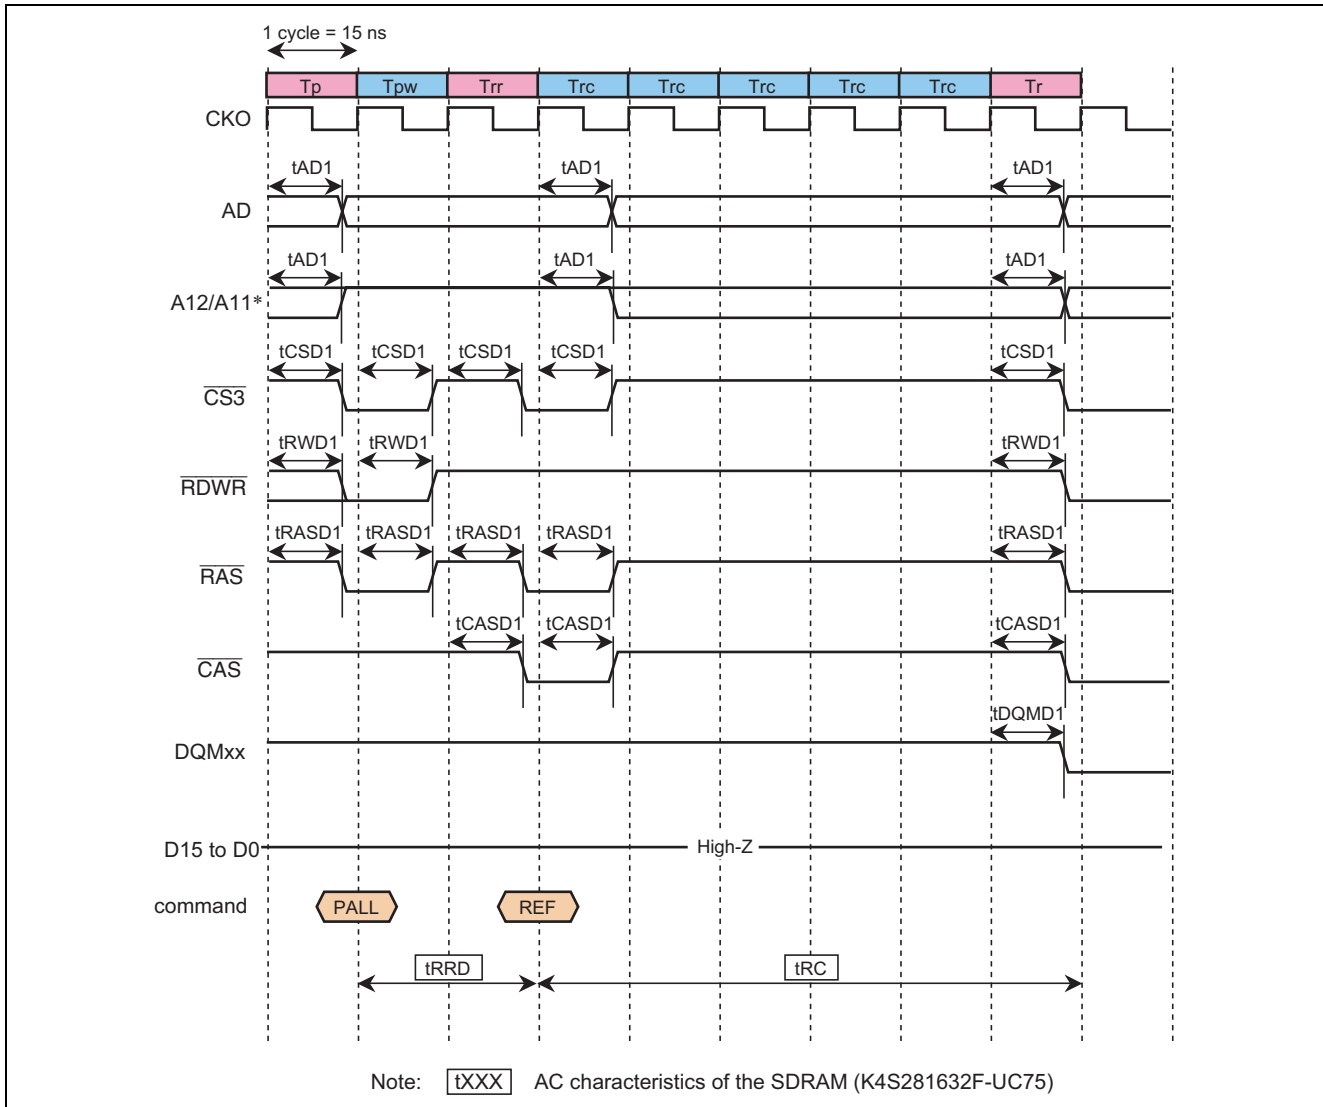 1 cycle = 15 ns
Tp Tpw Trr Trc Trc Trc Trc Trc Tr
CKO
tAD1 tAD1 tAD1
AD
tAD1 tAD1 tAD1
A12/A11*
tCSD1 tCSD1 tCSD1 tCSD1 tCSD1
CS3
tRWD1 tRWD1 tRWD1
RDWR
tRASD1 tRASD1 tRASD1 tRASD1 tRASD1
RAS
tCASD1 tCASD1 tCASD1
CAS
tDQMD1
DQMxx
D15 to D0 High-Z
command PALL REF
tRRD tRC
Note: tXXX AC characteristics of the SDRAM (K4S281632F-UC75)